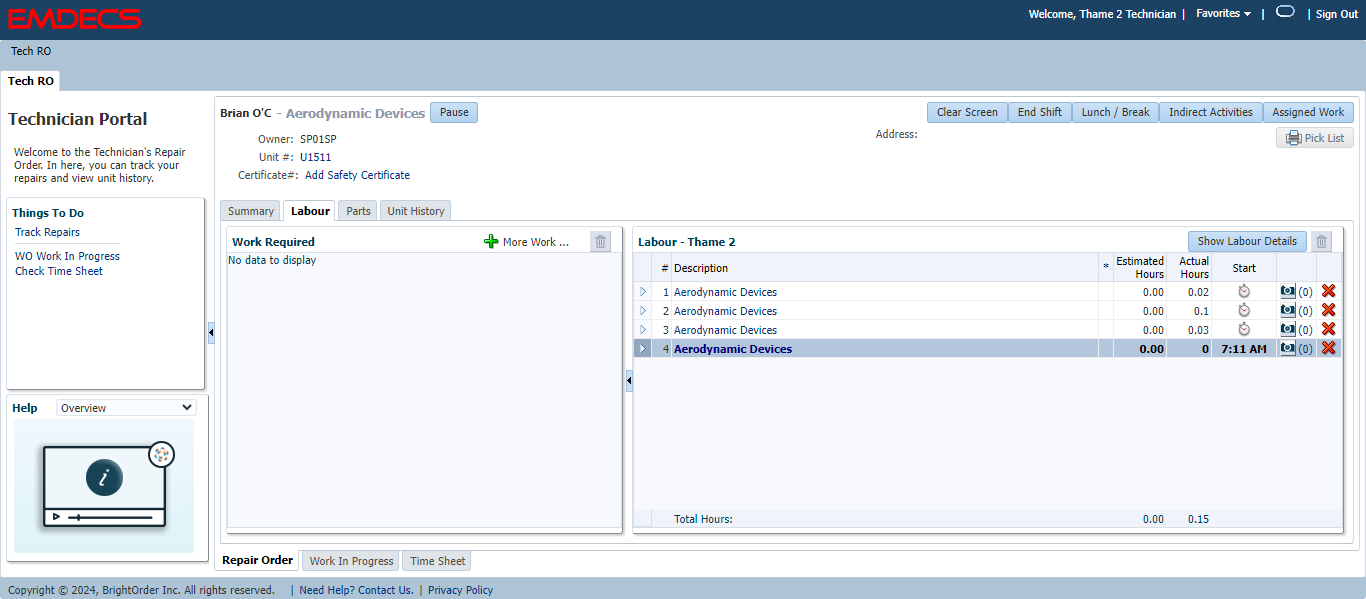 EMDECS
Welcome, Thame 2 Technician | Favorites | | Sign Out
Tech RO
Tech RO
Technician Portal
Welcome to the Technician's Repair
Order. In here, you can track your
repairs and view unit history.
Things To Do
Track Repairs
WO Work In Progress
Check Time Sheet
Help Overview
i
Brian O'C - Aerodynamic Devices Pause
Clear Screen End Shift Lunch / Break Indirect Activities Assigned Work
Owner: SP01SP
Address:
Pick List
Unit #: U1511
Certificate#: Add Safety Certificate
Summary Labour Parts Unit History
Work Required More Work ...
No data to display
Labour - Thame 2 Show Labour Details
# Description * Estimated Hours Actual Hours Start
1 Aerodynamic Devices 0.00 0.02 (0)
2 Aerodynamic Devices 0.00 0.1 (0)
3 Aerodynamic Devices 0.00 0.03 (0)
4 Aerodynamic Devices 0.00 0 7:11 AM (0)
Total Hours: 0.00 0.15
Repair Order Work In Progress Time Sheet
Copyright © 2024, BrightOrder Inc. All rights reserved. | Need Help? Contact Us. | Privacy Policy